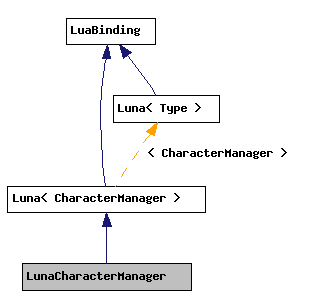 LuaBinding
Luna< Type >
< CharacterManager >
Luna< CharacterManager >
LunaCharacterManager